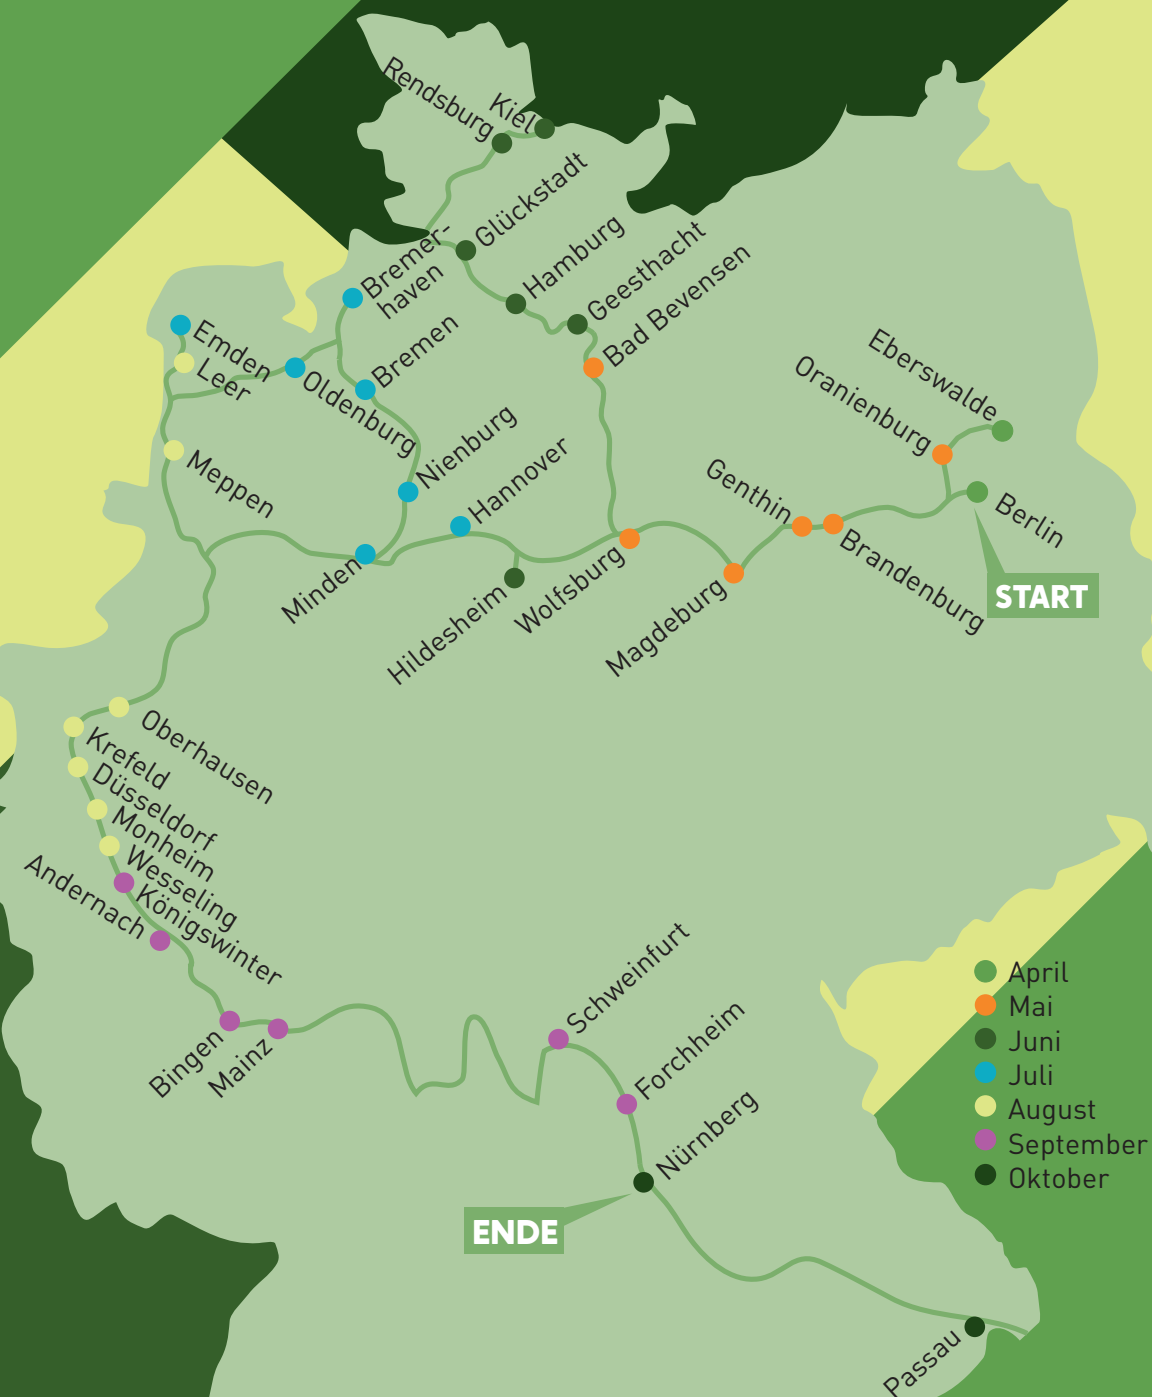 Rendsburg
Kiel
Glückstadt
Hamburg
Geesthacht
Bremer-
haven
Bad Bevensen
Emden
Leer
Oldenburg
Bremen
Eberswalde
Oranienburg
Meppen
Nienburg
Hannover
Genthin
Berlin
Brandenburg
START
Minden
Hildesheim
Wolfsburg
Magdeburg
Oberhausen
Krefeld
Düsseldorf
Monheim
Wesseling
Andernach
Königswinter
Bingen
Mainz
Schweinfurt
Forchheim
Nürnberg
ENDE
Passau
April
Mai
Juni
Juli
August
September
Oktober